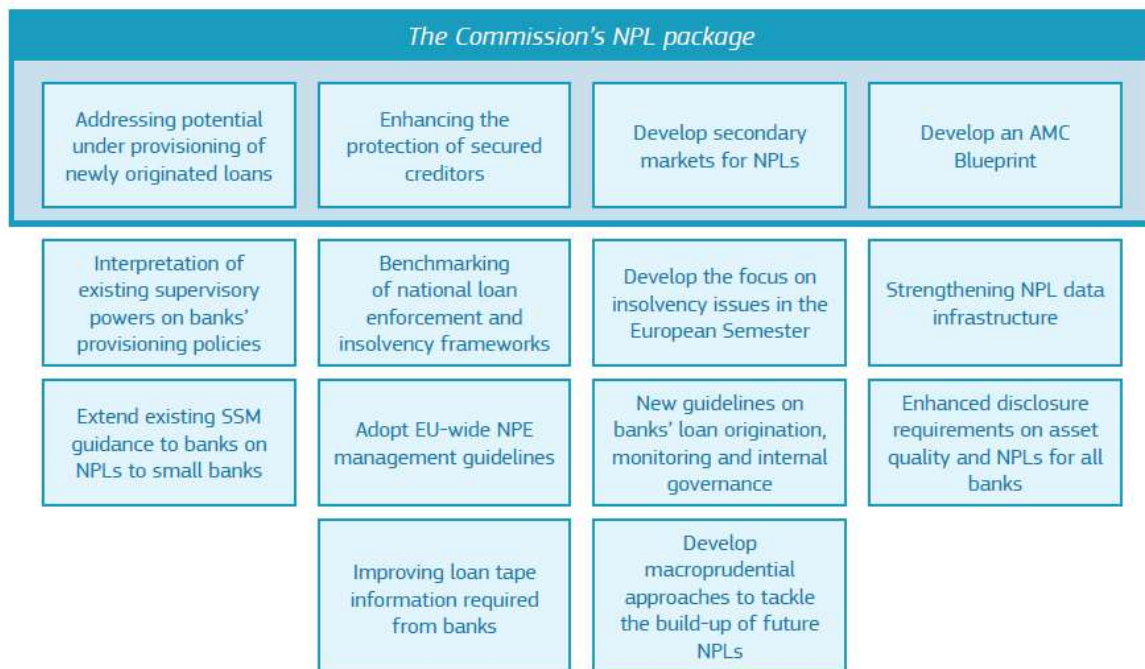 The Commission's NPL package
Addressing potential
under provisioning of
newly originated loans
Enhancing the
protection of secured
creditors
Develop secondary
markets for NPLs
Develop an AMC
Blueprint
Interpretation of
existing supervisory
powers on banks'
provisioning policies
Benchmarking
of national loan
enforcement and
insolvency frameworks
Develop the focus on
insolvency issues in the
European Semester
Strengthening NPL data
infrastructure
Extend existing SSM
guidance to banks on
NPLs to small banks
Adopt EU-wide NPE
management guidelines
New guidelines on
banks' loan origination,
monitoring and internal
governance
Enhanced disclosure
requirements on asset
quality and NPLs for all
banks
Improving loan tape
information required
from banks
Develop
macroprudential
approaches to tackle
the build-up of future
NPLs